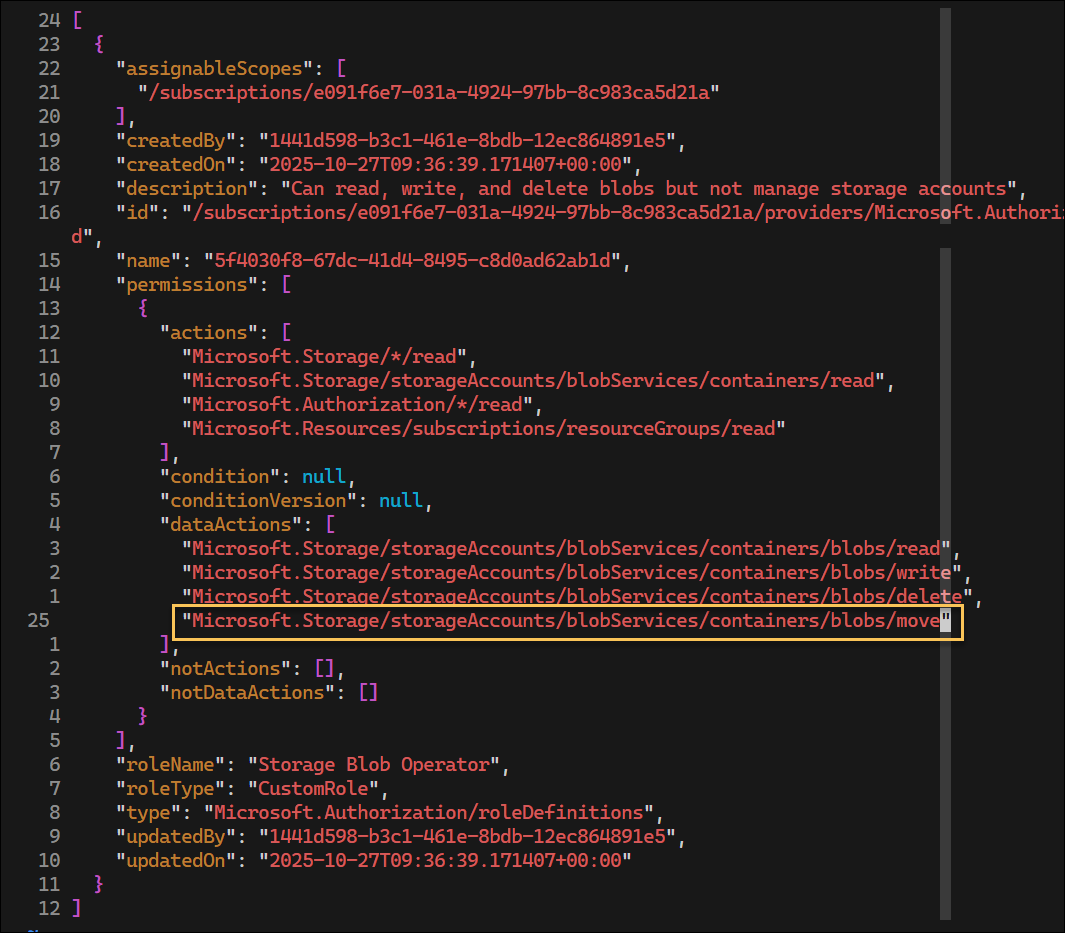 24 [
23   {
22     "assignableScopes": [
21       "/subscriptions/e091f6e7-031a-4924-97bb-8c983ca5d21a"
20     ],
19     "createdBy": "1441d598-b3c1-461e-8bdb-12ec864891e5",
18     "createdOn": "2025-10-27T09:36:39.171407+00:00",
17     "description": "Can read, write, and delete blobs but not manage storage accounts",
16     "id": "/subscriptions/e091f6e7-031a-4924-97bb-8c983ca5d21a/providers/Microsoft.Authori
d",
15     "name": "5f4030f8-67dc-41d4-8495-c8d0ad62ab1d",
14     "permissions": [
13       {
12         "actions": [
11           "Microsoft.Storage/*/read",
10           "Microsoft.Storage/storageAccounts/blobServices/containers/read",
9           "Microsoft.Authorization/*/read",
8           "Microsoft.Resources/subscriptions/resourceGroups/read"
7         ],
6         "condition": null,
5         "conditionVersion": null,
4         "dataActions": [
3           "Microsoft.Storage/storageAccounts/blobServices/containers/blobs/read",
2           "Microsoft.Storage/storageAccounts/blobServices/containers/blobs/write",
1           "Microsoft.Storage/storageAccounts/blobServices/containers/blobs/delete",
25           "Microsoft.Storage/storageAccounts/blobServices/containers/blobs/move"
1         ],
2         "notActions": [],
3         "notDataActions": []
4       }
5     ],
6     "roleName": "Storage Blob Operator",
7     "roleType": "CustomRole",
8     "type": "Microsoft.Authorization/roleDefinitions",
9     "updatedBy": "1441d598-b3c1-461e-8bdb-12ec864891e5",
10     "updatedOn": "2025-10-27T09:36:39.171407+00:00"
11   }
12 ]